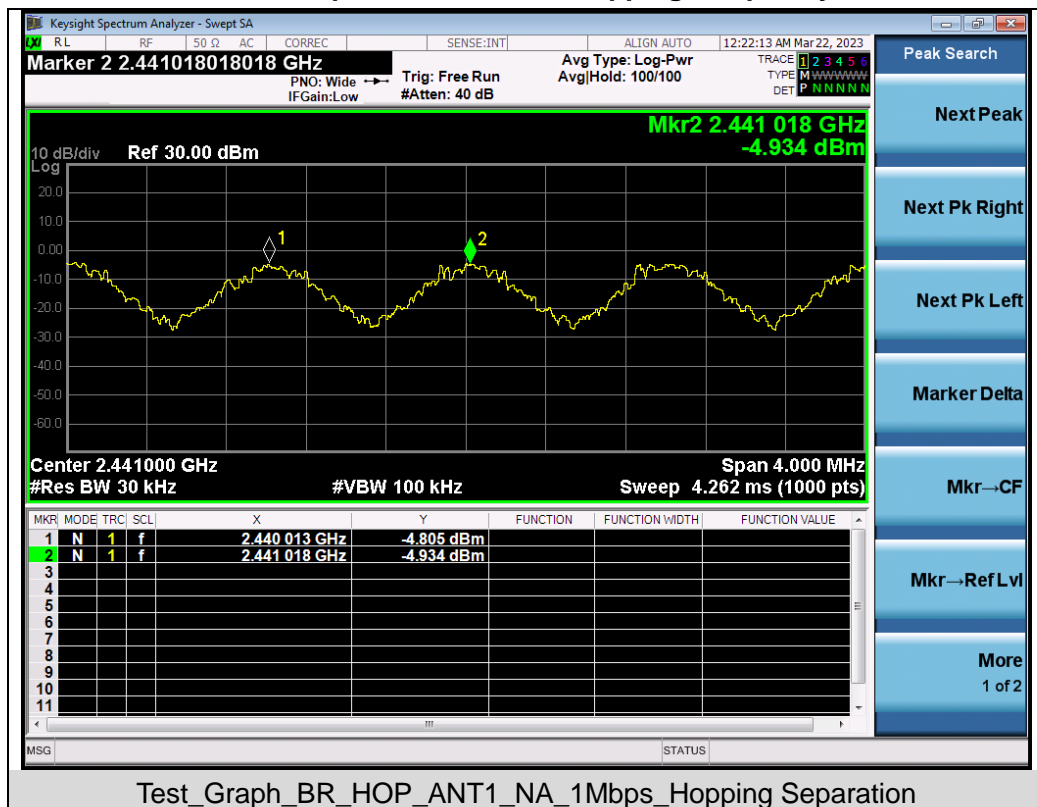 Keysight Spectrum Analyzer - Swept SA
LXI RL RF 50 Ω AC CORREC SENSE:INT ALIGN AUTO 12:22:13 AM Mar 22, 2023
Marker 2 2.441018018018 GHz
PNO: Wide
IFGain:Low
Trig: Free Run
#Atten: 40 dB
Avg Type: Log-Pwr
Avg|Hold: 100/100
TRACE 1 2 3 4 5 6
TYPE M WWWWW
DET P N N N N N
Mkr2 2.441 018 GHz
-4.934 dBm
10 dB/div Ref 30.00 dBm
Log
20.0
10.0
0.00
-10.0
-20.0
-30.0
-40.0
-50.0
-60.0
1
2
Center 2.441000 GHz Span 4.000 MHz
#Res BW 30 kHz #VBW 100 kHz Sweep 4.262 ms (1000 pts)
MKR MODE TRC SCL X Y FUNCTION FUNCTION WIDTH FUNCTION VALUE
1 N 1 f 2.440 013 GHz -4.805 dBm
2 N 1 f 2.441 018 GHz -4.934 dBm
3
4
5
6
7
8
9
10
11
MSG STATUS
Peak Search
Next Peak
Next Pk Right
Next Pk Left
Marker Delta
Mkr→CF
Mkr→Ref Lvl
More
1 of 2
Test_Graph_BR_HOP_ANT1_NA_1Mbps_Hopping Separation